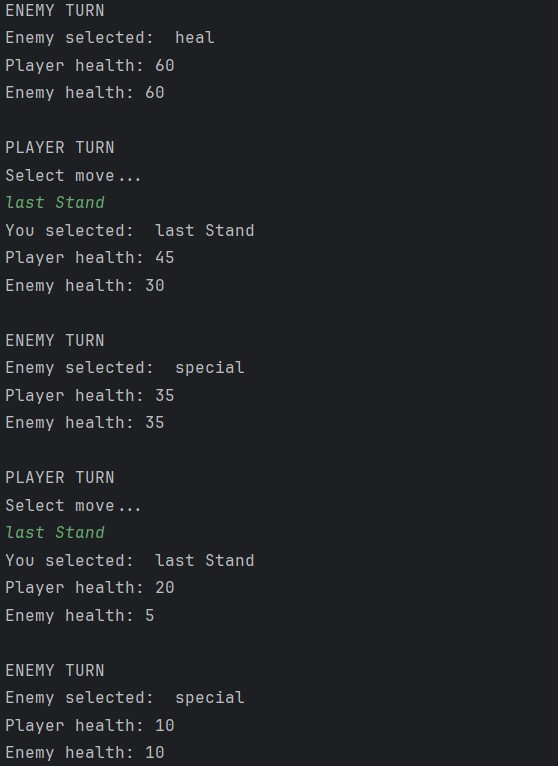 ENEMY TURN
Enemy selected:  heal
Player health: 60
Enemy health: 60
PLAYER TURN
Select move...
last Stand
You selected:  last Stand
Player health: 45
Enemy health: 30
ENEMY TURN
Enemy selected:  special
Player health: 35
Enemy health: 35
PLAYER TURN
Select move...
last Stand
You selected:  last Stand
Player health: 20
Enemy health: 5
ENEMY TURN
Enemy selected:  special
Player health: 10
Enemy health: 10